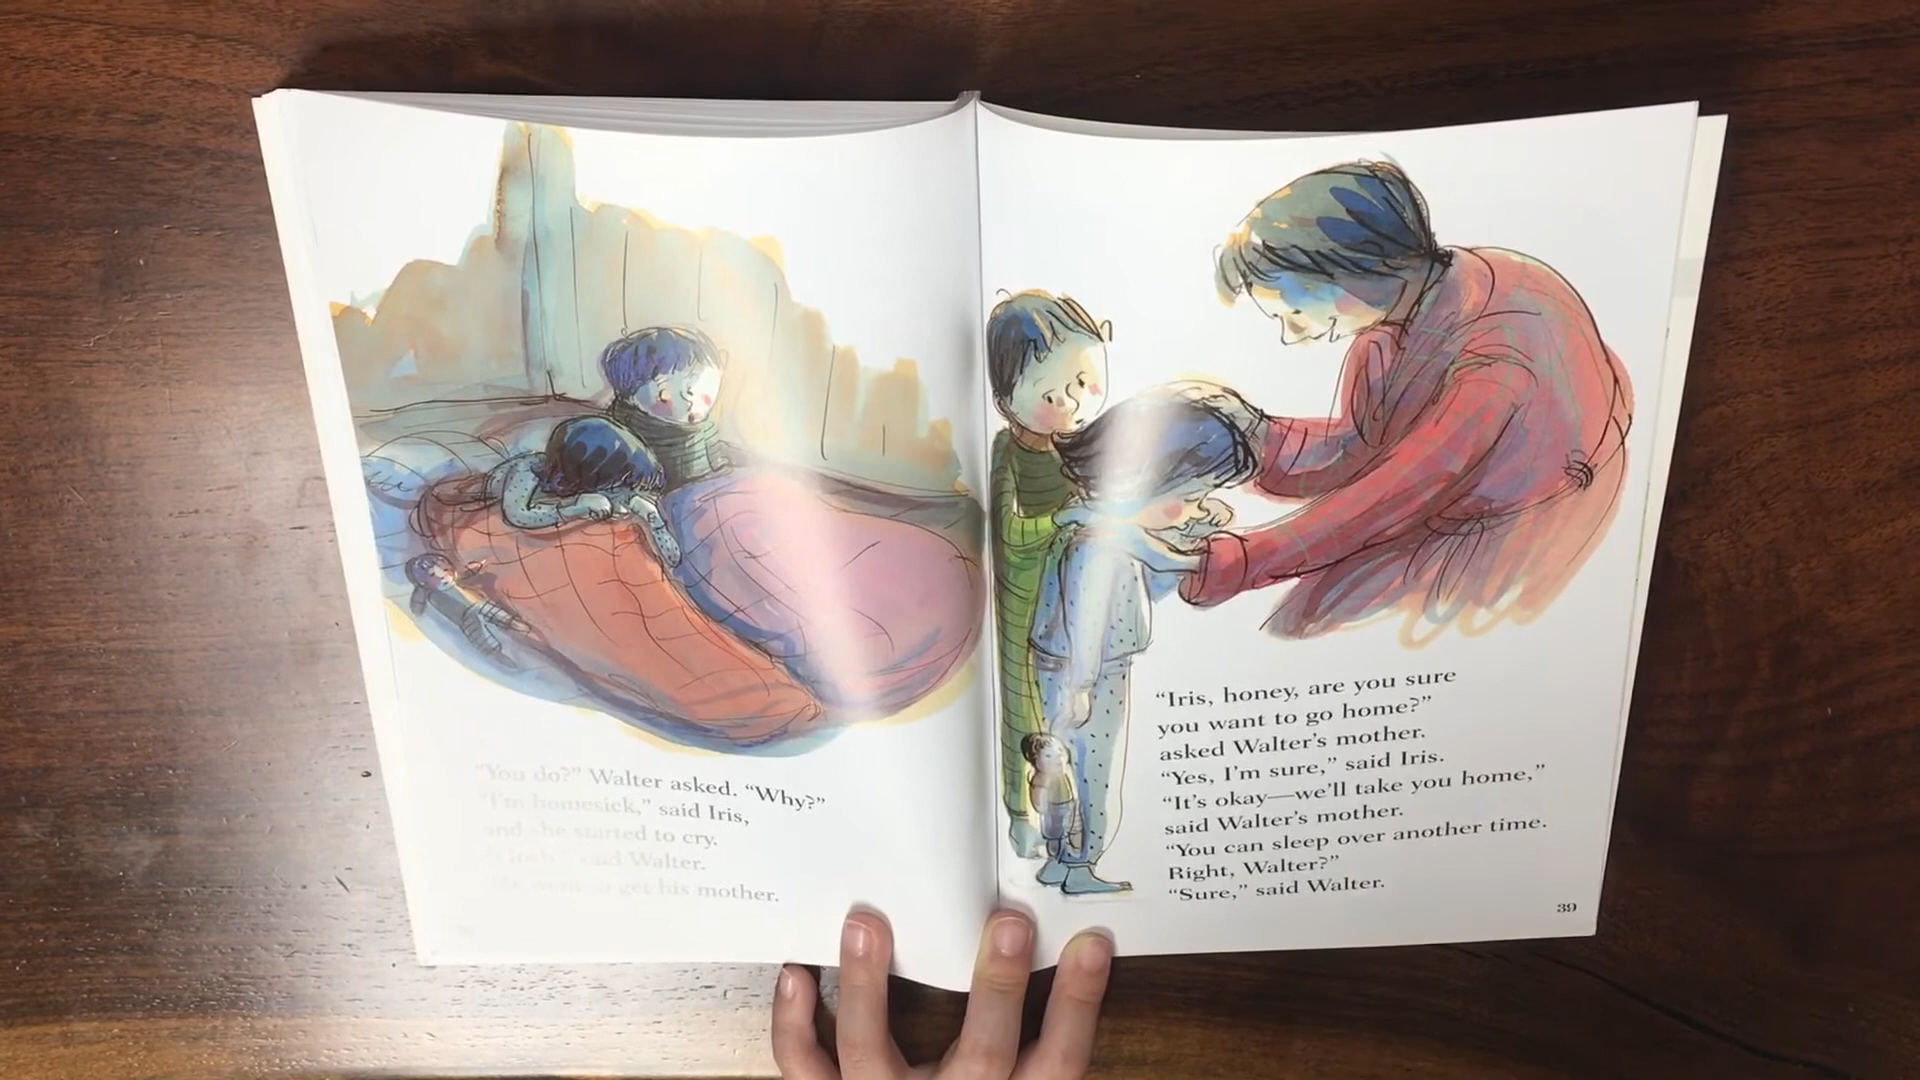 “You do?” Walter asked. “Why?”
“I'm homesick,” said Iris,
and she started to cry.
said Walter.
He went to get his mother.
“Iris, honey, are you sure
you want to go home?”
asked Walter's mother.
“Yes, I'm sure,” said Iris.
“It's okay—we'll take you home,”
said Walter's mother.
“You can sleep over another time.
Right, Walter?”
“Sure,” said Walter.
39